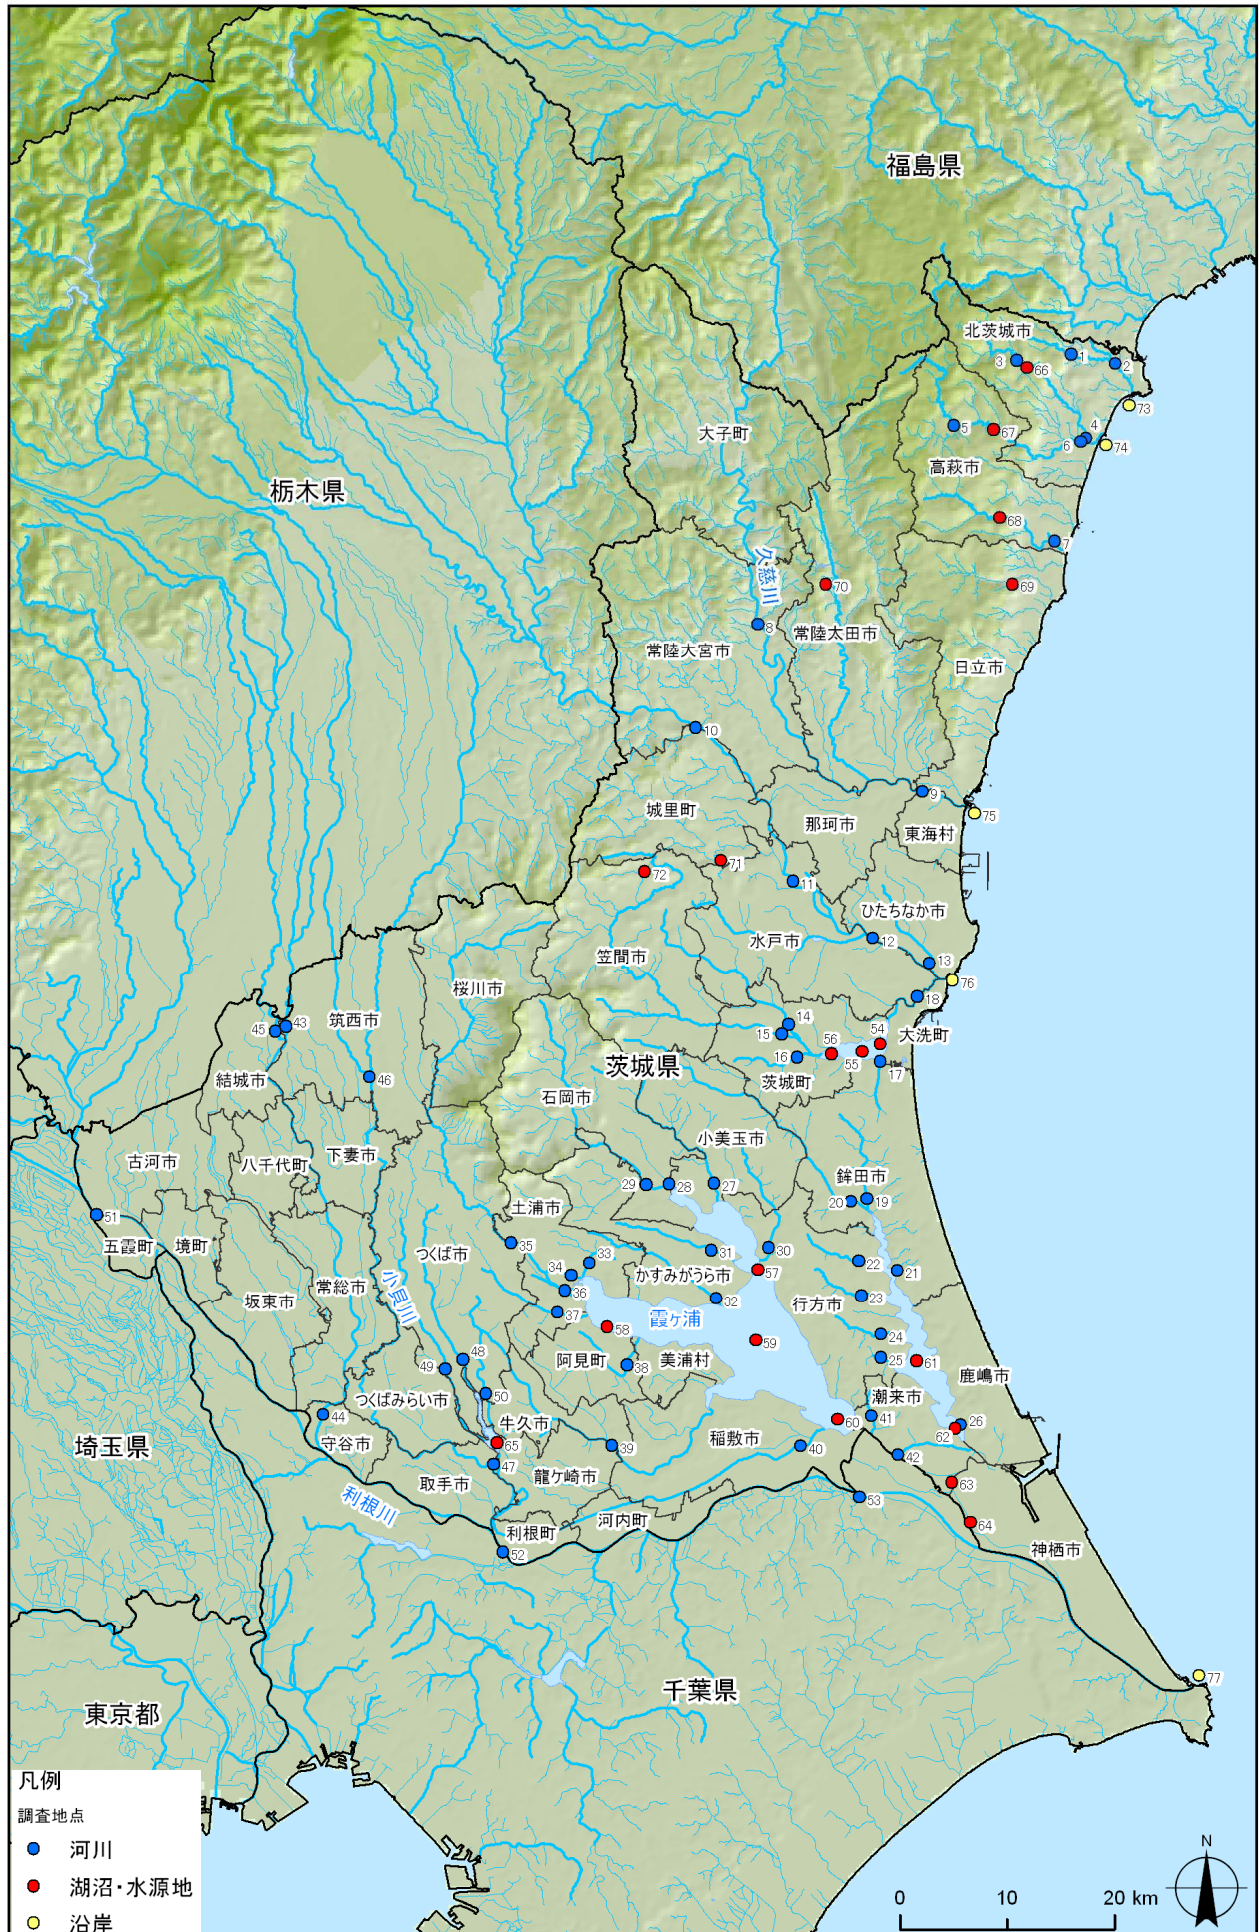 福島県
北茨城市
1
2
3
66
73
大子町
5
67
4
6
74
高萩市
栃木県
68
7
久慈川
70
69
8
常陸太田市
常陸大宮市
日立市
10
9
城里町
那珂市
75
東海村
71
72
11
ひたちなか市
12
水戸市
笠間市
13
76
桜川市
18
筑西市
14
45
43
15
54
大洗町
56
16
55
17
茨城県
茨城町
結城市
46
石岡市
小美玉市
下妻市
古河市
八千代町
鉾田市
29
28
27
20
19
土浦市
51
五霞町
境町
つくば市
35
31
30
33
34
かすみがうら市
22
57
21
常総市
小貝川
坂東市
36
32
行方市
23
37
霞ヶ浦
58
24
59
48
阿見町
美浦村
25
61
49
38
鹿嶋市
つくばみらい市
50
潮来市
44
牛久市
60
41
26
62
守谷市
65
39
稲敷市
40
42
47
取手市
龍ケ崎市
63
利根川
53
利根町
河内町
64
神栖市
52
埼玉県
77
千葉県
東京都
凡例
調査地点
河川
湖沼・水源地
沿岸
N
0 10 20 km